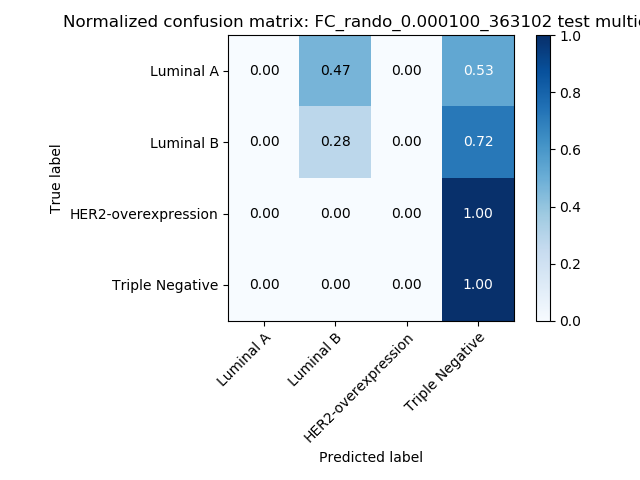 Normalized confusion matrix: FC_rando_0.000100_363102 test
1.0
Luminal A 0.00 0.47 0.00 0.53
0.8
Luminal B 0.00 0.28 0.00 0.72
0.6
True label
HER2-overexpression 0.00 0.00 0.00 1.00
0.4
0.2
Triple Negative 0.00 0.00 0.00 1.00
0.0
Luminal A
Luminal B
HER2-overexpression
Triple Negative
Predicted label